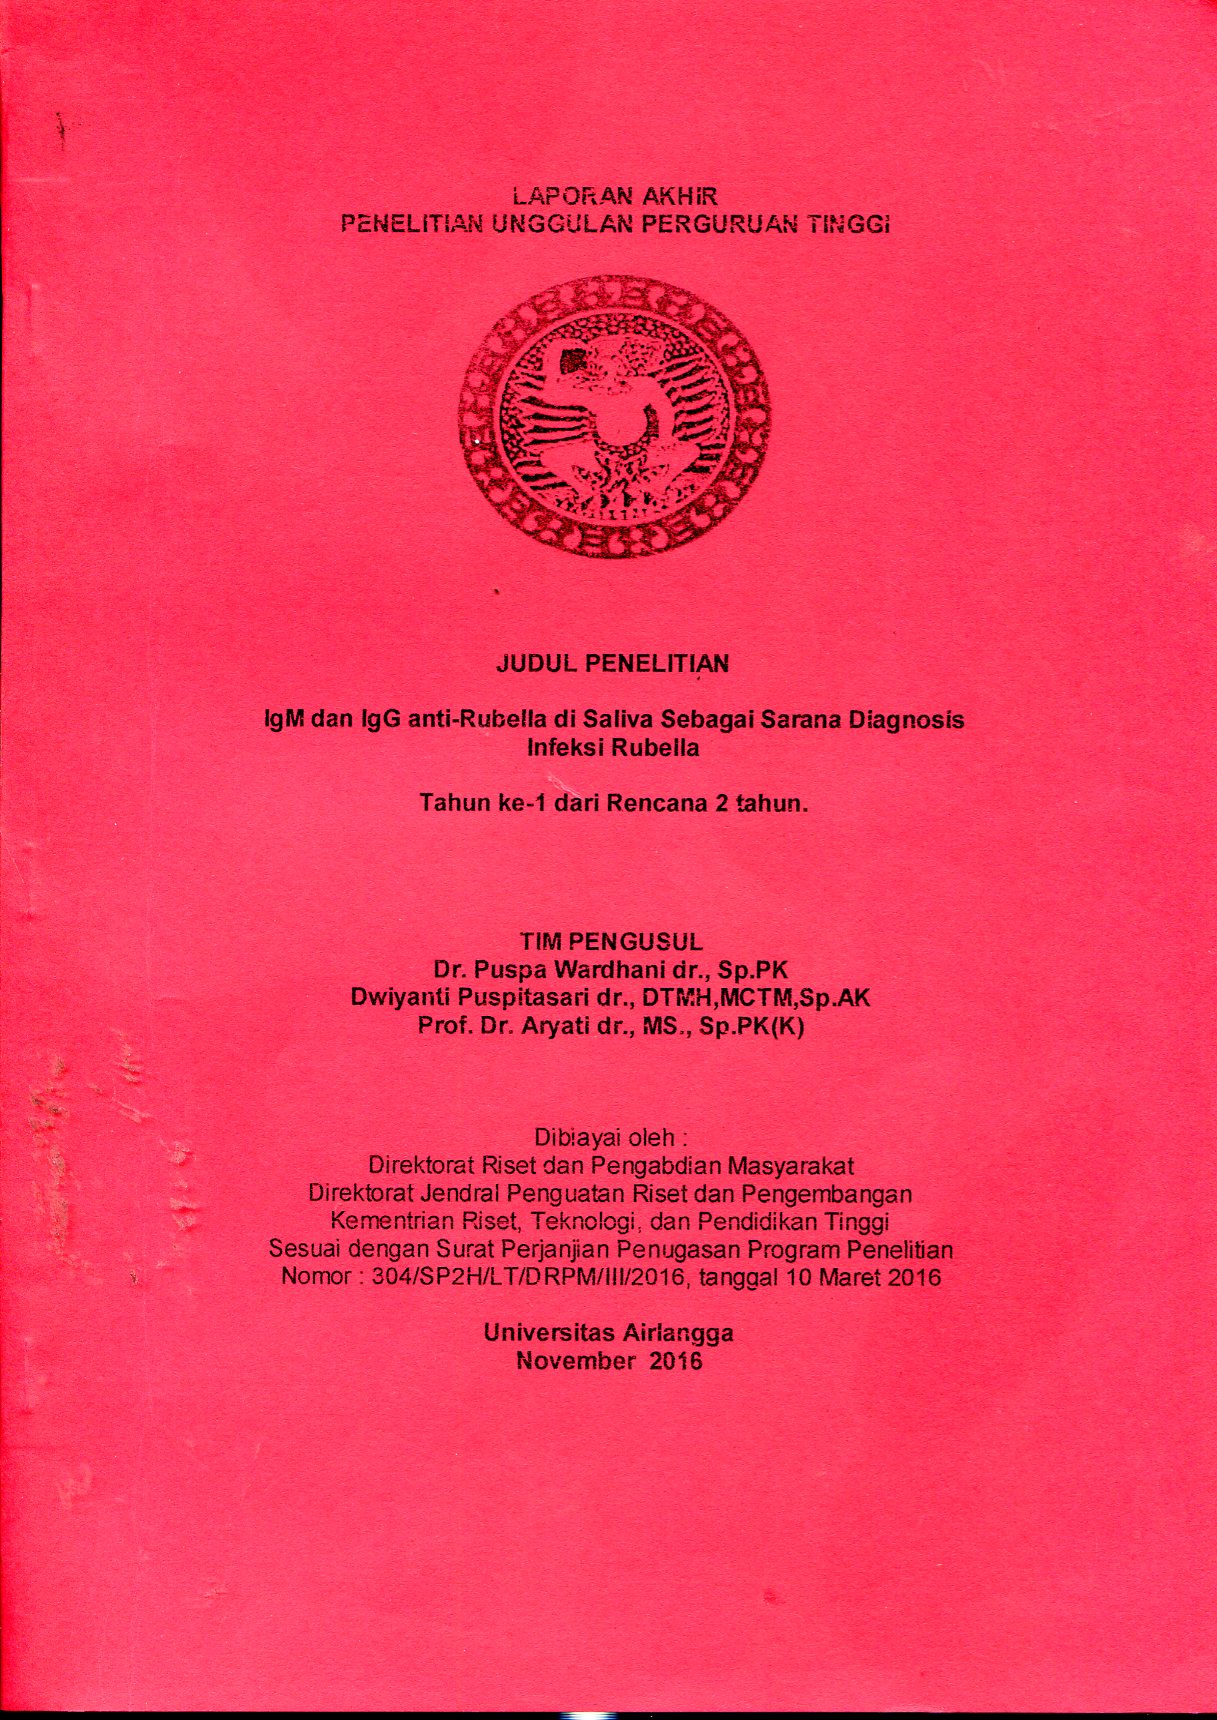 LAPORAN AKHIR
PENELITIAN UNGGULAN PERGURUAN TINGGI
JUDUL PENELITIAN
IgM dan IgG anti-Rubella di Saliva Sebagai Sarana Diagnosis
Infeksi Rubella
Tahun ke-1 dari Rencana 2 tahun.
TIM PENGUSUL
Dr. Puspa Wardhani dr., Sp.PK
Dwiyanti Puspitasari dr., DTMH,MCTM,Sp.AK
Prof. Dr. Aryati dr., MS., Sp.PK(K)
Dibiayai oleh :
Direktorat Riset dan Pengabdian Masyarakat
Direktorat Jendral Penguatan Riset dan Pengembangan
Kementrian Riset, Teknologi, dan Pendidikan Tinggi
Sesuai dengan Surat Perjanjian Penugasan Program Penelitian
Nomor : 304/SP2H/LT/DRPM/III/2016, tanggal 10 Maret 2016
Universitas Airlangga
November 2016